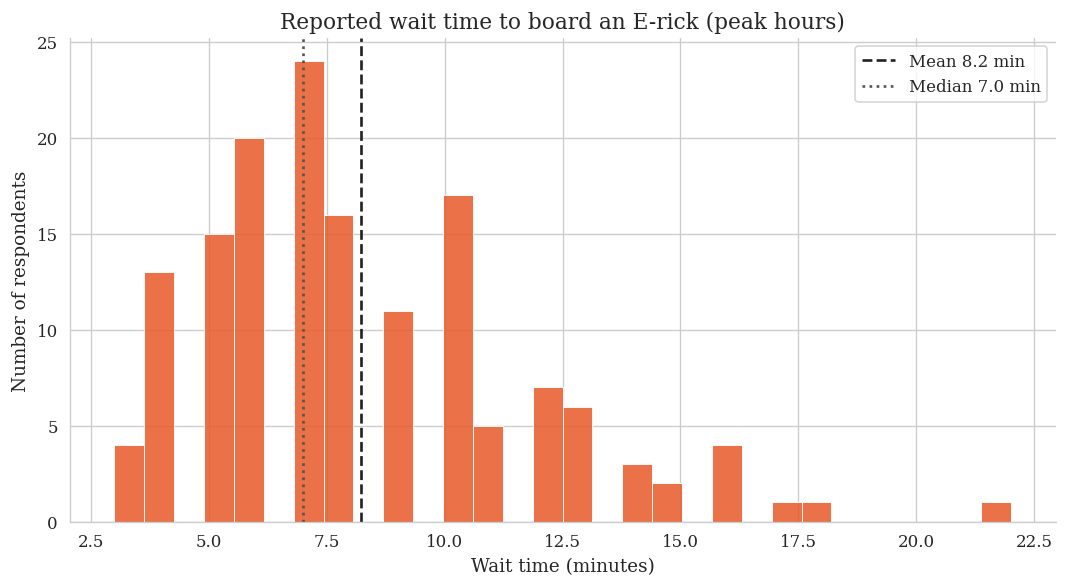 Reported wait time to board an E-rick (peak hours)
Mean 8.2 min
Median 7.0 min
Number of respondents
25
20
15
10
5
0
2.5 5.0 7.5 10.0 12.5 15.0 17.5 20.0 22.5
Wait time (minutes)